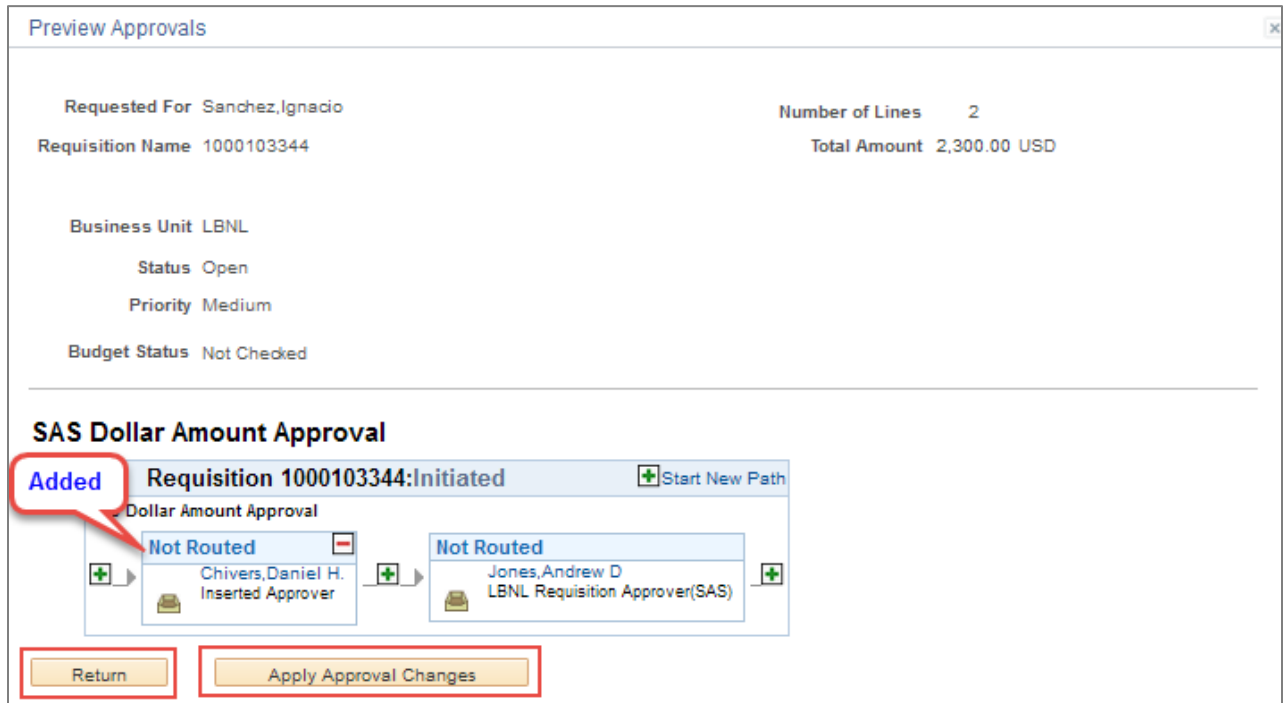 Preview Approvals
Requested For Sanchez,Ignacio
Number of Lines 2
Requisition Name 1000103344
Total Amount 2,300.00 USD
Business Unit LBNL
Status Open
Priority Medium
Budget Status Not Checked
SAS Dollar Amount Approval
Added
Requisition 1000103344:Initiated
Start New Path
Dollar Amount Approval
Not Routed
Chivers,Daniel H.
Inserted Approver
Not Routed
Jones,Andrew D
LBNL Requisition Approver(SAS)
Return
Apply Approval Changes